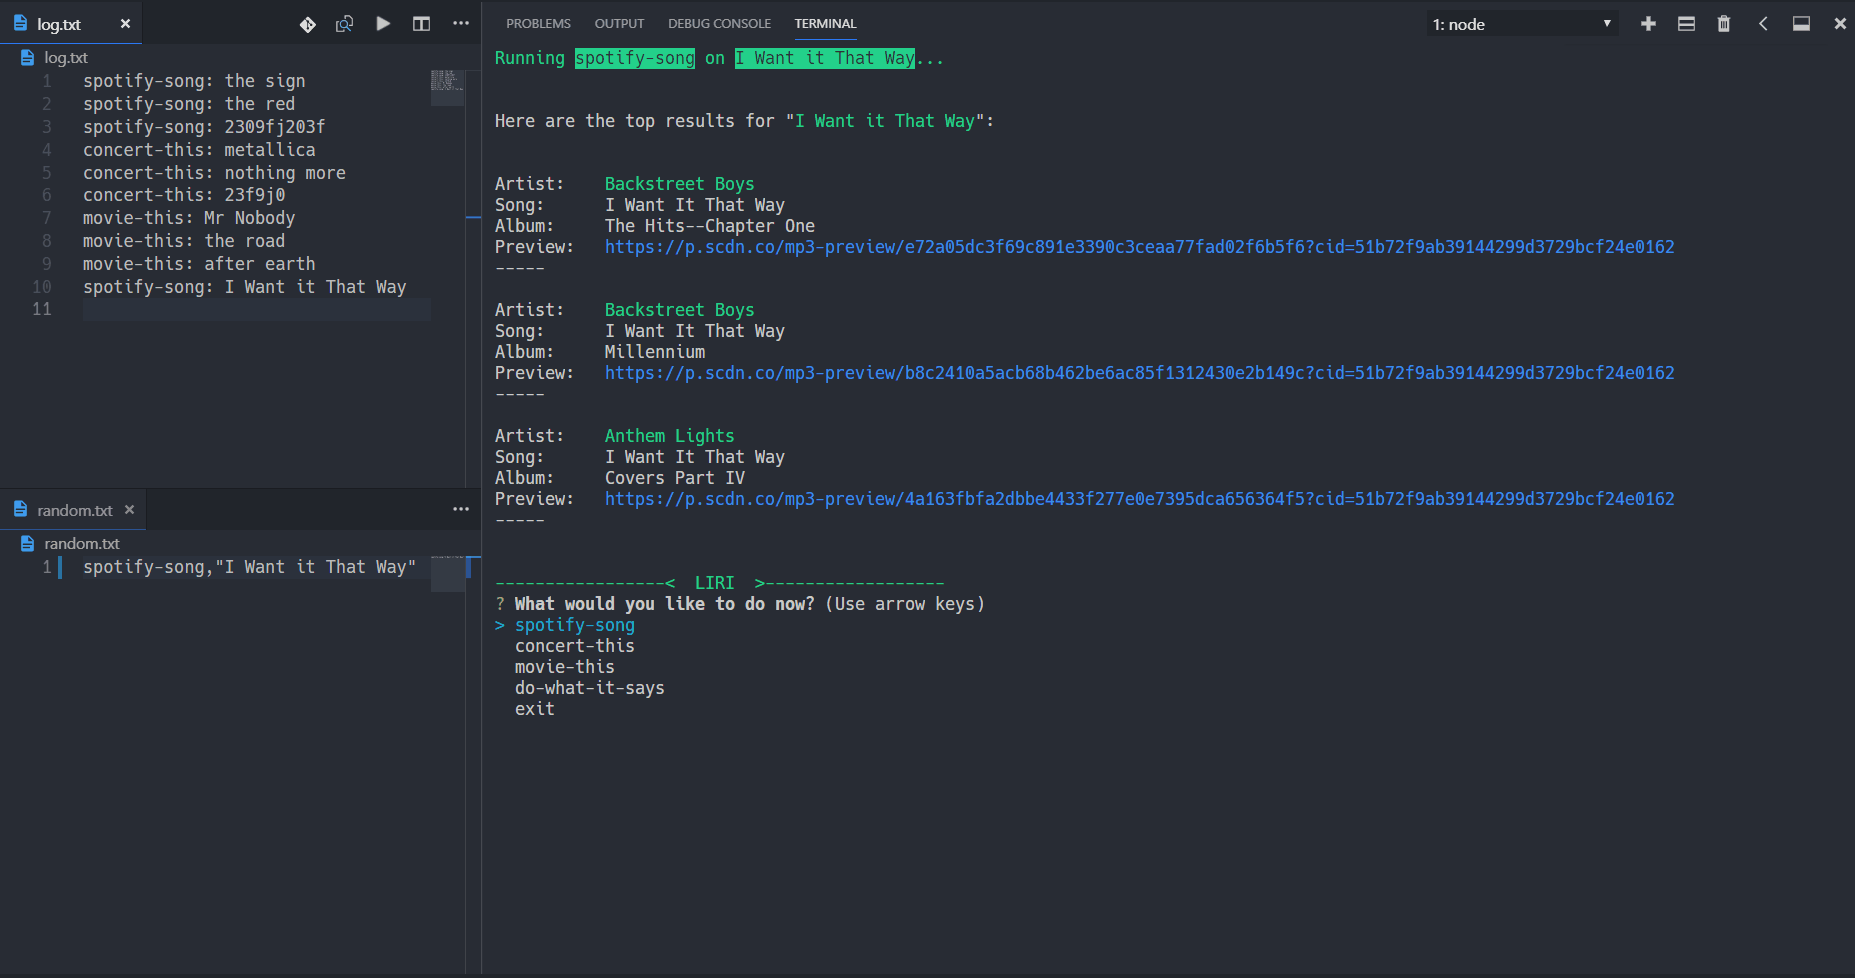 log.txt
log.txt
1 spotify-song: the sign
2 spotify-song: the red
3 spotify-song: 2309fj203f
4 concert-this: metallica
5 concert-this: nothing more
6 concert-this: 23f9j0
7 movie-this: Mr Nobody
8 movie-this: the road
9 movie-this: after earth
10 spotify-song: I Want it That Way
11
random.txt
random.txt
1 spotify-song,"I Want it That Way"
PROBLEMS OUTPUT DEBUG CONSOLE TERMINAL 1: node
Running spotify-song on I Want it That Way...
Here are the top results for "I Want it That Way":
Artist: Backstreet Boys
Song: I Want It That Way
Album: The Hits--Chapter One
Preview: https://p.scdn.co/mp3-preview/e72a05dc3f69c891e3390c3ceaa77fad02f6b5f6?cid=51b72f9ab39144299d3729bcf24e0162
-----
Artist: Backstreet Boys
Song: I Want It That Way
Album: Millennium
Preview: https://p.scdn.co/mp3-preview/b8c2410a5acb68b462be6ac85f1312430e2b149c?cid=51b72f9ab39144299d3729bcf24e0162
-----
Artist: Anthem Lights
Song: I Want It That Way
Album: Covers Part IV
Preview: https://p.scdn.co/mp3-preview/4a163fbfa2dbbe4433f277e0e7395dca656364f5?cid=51b72f9ab39144299d3729bcf24e0162
-----
-----------------< LIRI >------------------
? What would you like to do now? (Use arrow keys)
> spotify-song
concert-this
movie-this
do-what-it-says
exit